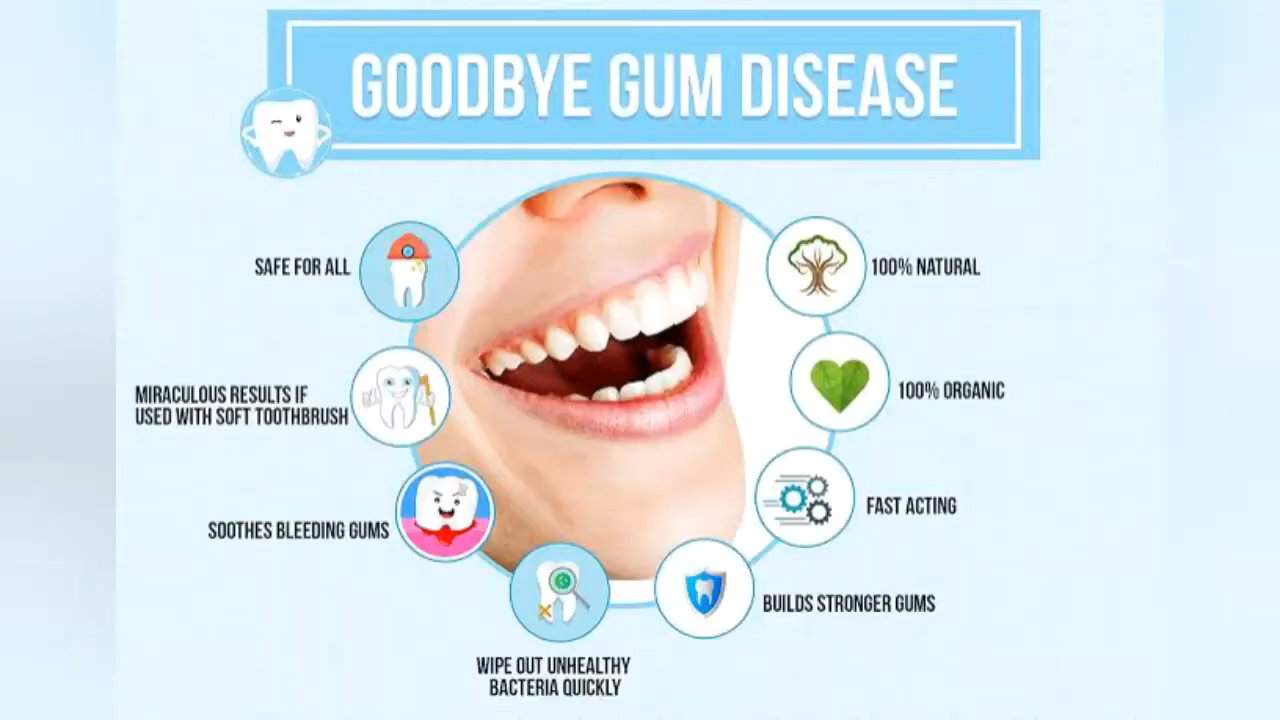 GOODBYE GUM DISEASE
SAFE FOR ALL
100% NATURAL
MIRACULOUS RESULTS IF
USED WITH SOFT TOOTHBRUSH
100% ORGANIC
SOOTHES BLEEDING GUMS
FAST ACTING
BUILDS STRONGER GUMS
WIPE OUT UNHEALTHY
BACTERIA QUICKLY